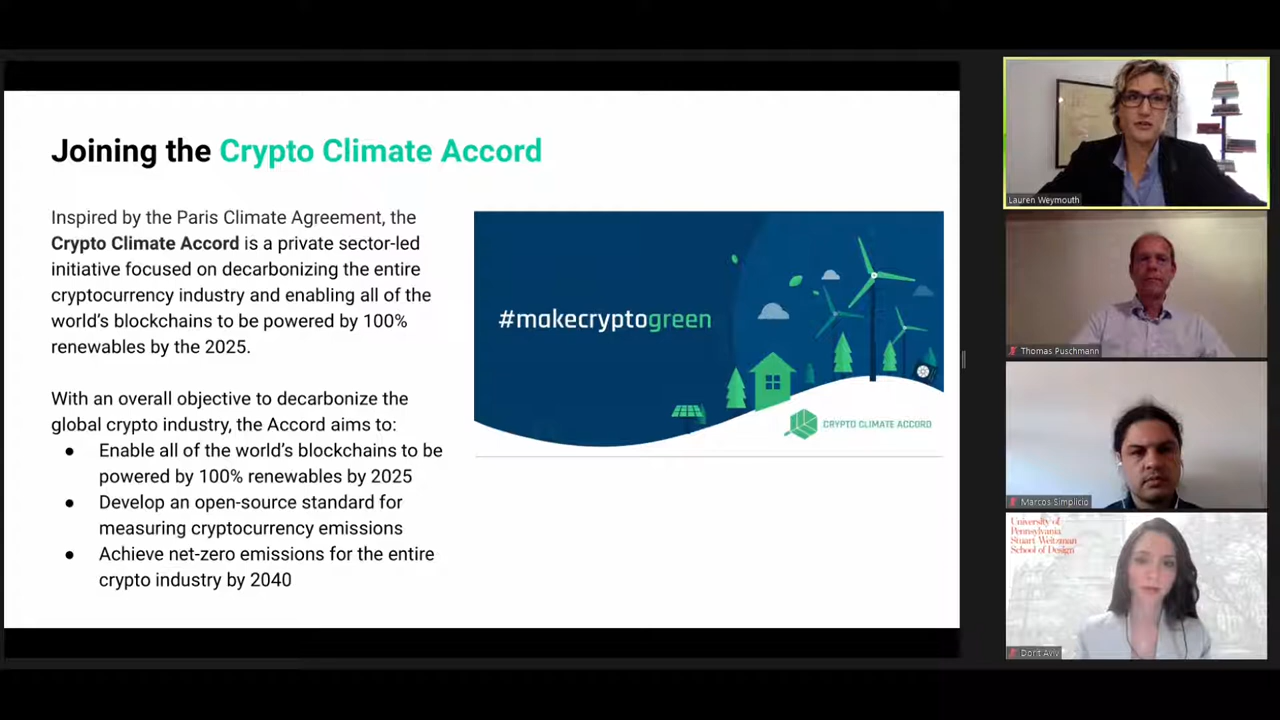 Joining the Crypto Climate Accord
Inspired by the Paris Climate Agreement, the
Crypto Climate Accord is a private sector-led
initiative focused on decarbonizing the entire
cryptocurrency industry and enabling all of the
world's blockchains to be powered by 100%
renewables by the 2025.
With an overall objective to decarbonize the
global crypto industry, the Accord aims to:
● Enable all of the world's blockchains to be
powered by 100% renewables by 2025
● Develop an open-source standard for
measuring cryptocurrency emissions
● Achieve net-zero emissions for the entire
crypto industry by 2040
#makecryptogreen
CRYPTO CLIMATE ACCORD
Lauren Weymouth
Thomas Puschmann
Marcos Simplicio
University of
Pennsylvania
Stuart Weitzman
School of Design
Dorit Aviv